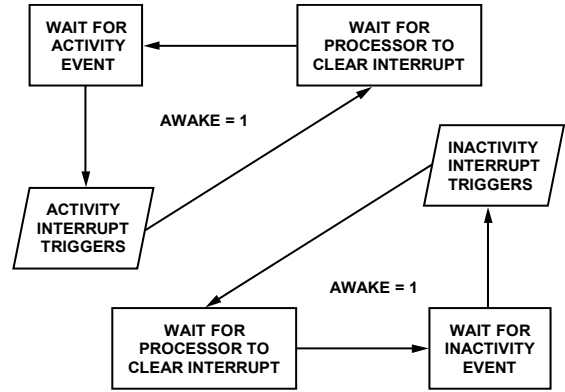 WAIT FOR
ACTIVITY
EVENT
WAIT FOR
PROCESSOR TO
CLEAR INTERRUPT
AWAKE = 1
ACTIVITY
INTERRUPT
TRIGGERS
INACTIVITY
INTERRUPT
TRIGGERS
AWAKE = 1
WAIT FOR
PROCESSOR TO
CLEAR INTERRUPT
WAIT FOR
INACTIVITY
EVENT